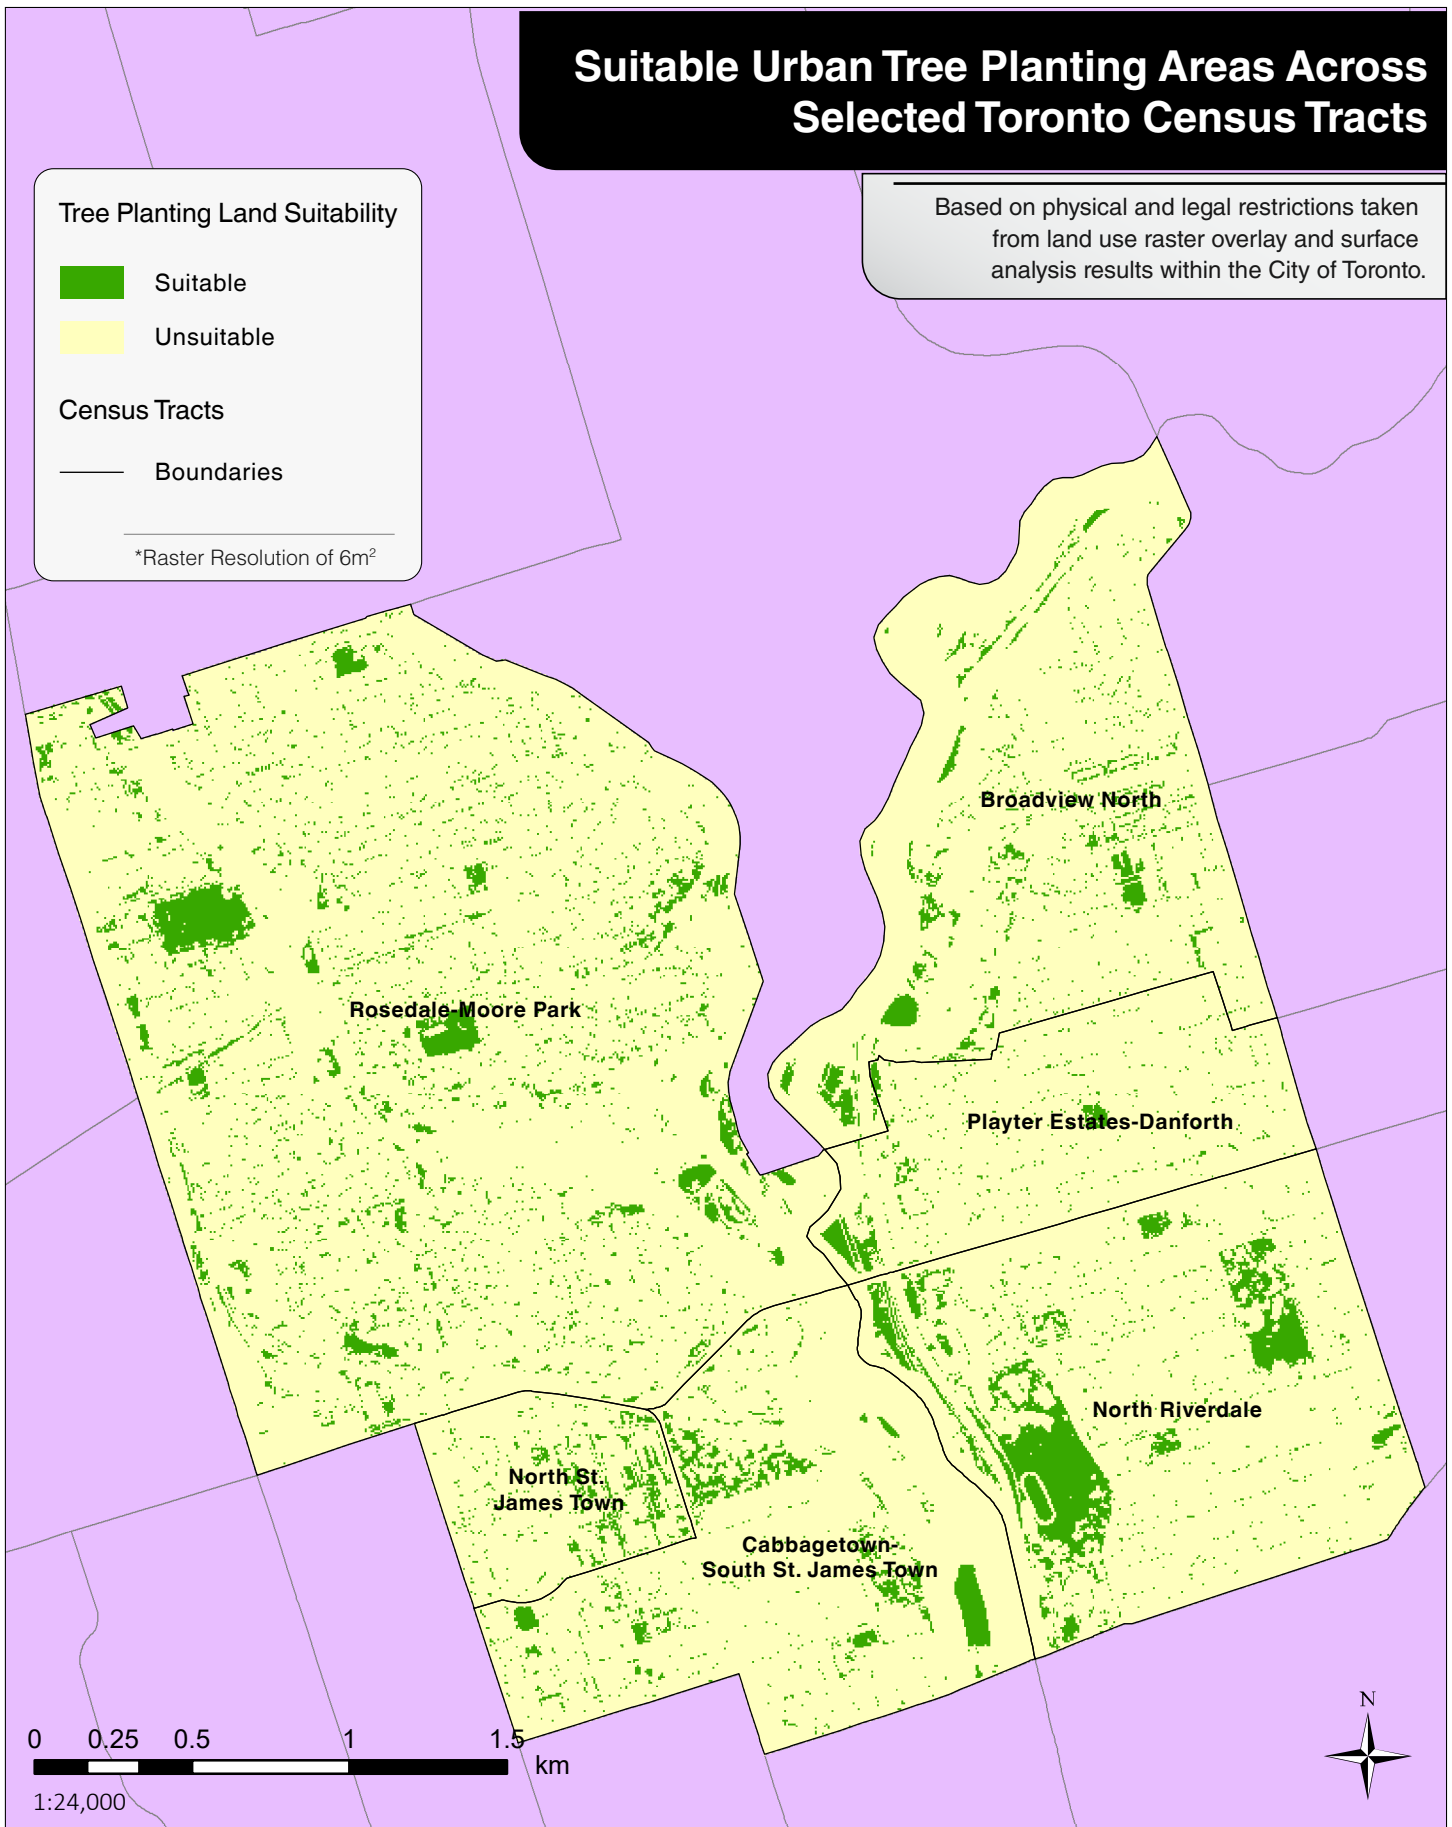 Suitable Urban Tree Planting Areas Across
Selected Toronto Census Tracts
Based on physical and legal restrictions taken
from land use raster overlay and surface
analysis results within the City of Toronto.
Tree Planting Land Suitability
Suitable
Unsuitable
Census Tracts
Boundaries
*Raster Resolution of 6m²
Broadview North
Rosedale-Moore Park
Playter Estates-Danforth
North Riverdale
North St.
James Town
Cabbagetown-
South St. James Town
0 0.25 0.5 1 1.5
km
1:24,000
N